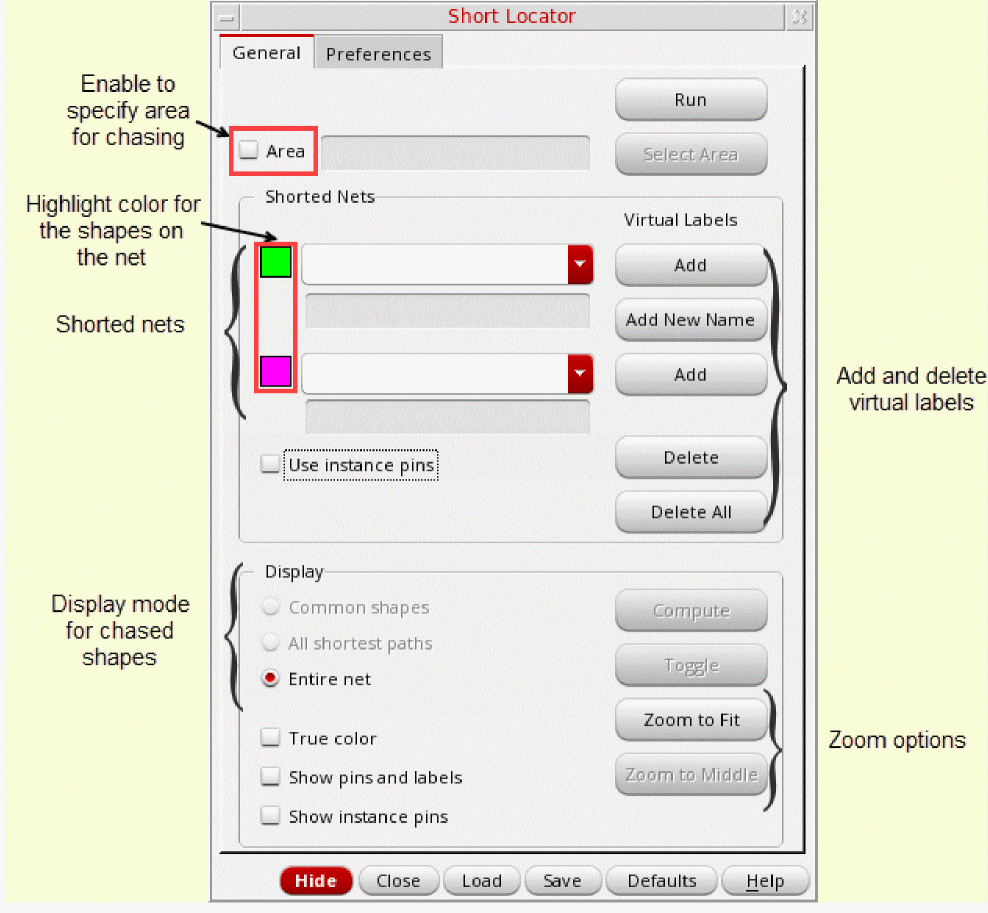 Short Locator
General
Preferences
Enable to
specify area
for chasing
Run
Area
Select Area
Highlight color for
the shapes on
the net
Shorted Nets
Virtual Labels
Add
Shorted nets
Add New Name
Add
Add and delete
virtual labels
Use instance pins
Delete
Delete All
Display
Display mode
for chased
shapes
Common shapes
Compute
All shortest paths
Toggle
Entire net
Zoom to Fit
True color
Zoom options
Show pins and labels
Zoom to Middle
Show instance pins
Hide
Close
Load
Save
Defaults
Help